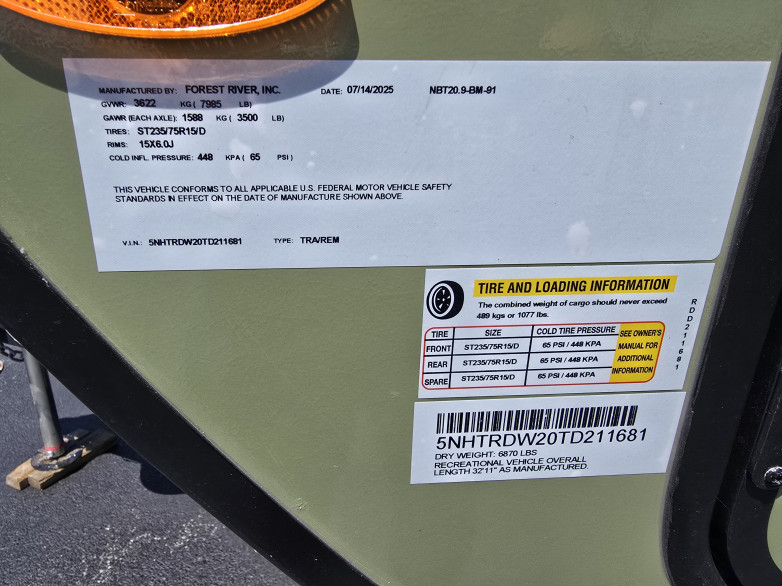 MANUFACTURED BY: FOREST RIVER, INC. DATE: 07/14/2025 NBT20.9-BM-91
GVWR: 3622 KG ( 7985 LB)
GAWR (EACH AXLE): 1588 KG ( 3500 LB)
TIRES: ST235/75R15/D
RIMS: 15X6.0J
COLD INFL. PRESSURE: 448 KPA ( 65 PSI )
THIS VEHICLE CONFORMS TO ALL APPLICABLE U.S. FEDERAL MOTOR VEHICLE SAFETY
STANDARDS IN EFFECT ON THE DATE OF MANUFACTURE SHOWN ABOVE.
V.I.N.: 5NHTRDW20TD211681 TYPE: TRA/REM
TIRE AND LOADING INFORMATION
The combined weight of cargo should never exceed
489 kgs or 1077 lbs.
TIRE SIZE COLD TIRE PRESSURE
FRONT ST235/75R15/D 65 PSI / 448 KPA
REAR ST235/75R15/D 65 PSI / 448 KPA
SPARE ST235/75R15/D 65 PSI / 448 KPA
SEE OWNER'S
MANUAL FOR
ADDITIONAL
INFORMATION
RDD211681
5NHTRDW20TD211681
DRY WEIGHT: 6870 LBS
RECREATIONAL VEHICLE OVERALL
LENGTH 32'11" AS MANUFACTURED.